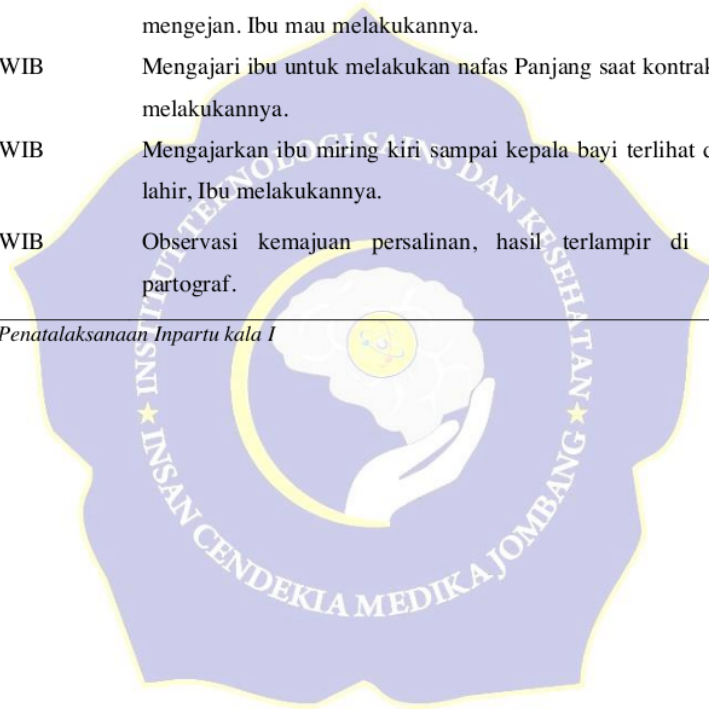 mengejan. Ibu mau melakukannya.
WIB Mengajari ibu untuk melakukan nafas Panjang saat
melakukannya.
WIB Mengajarkan ibu miring kiri sampai kepala bayi terlihat
lahir, Ibu melakukannya.
WIB Observasi kemajuan persalinan, hasil terlampir di
partograf.
Penatalaksanaan Inpartu kala I
INSTITUT TEKNOLOGI SAINS DAN KESEHATAN
INSAN CENDEKIA MEDIKA JOMBANG